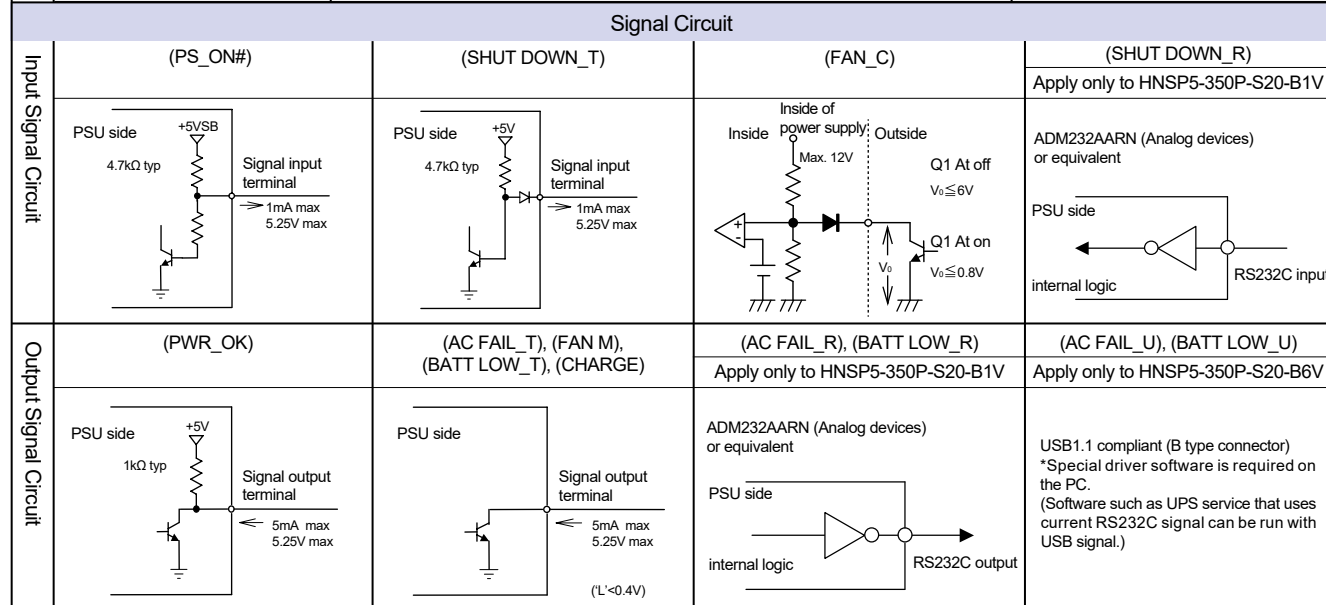 Signal Circuit
Input Signal Circuit
(PS_ON#)
PSU side
+5VSB
4.7kΩ typ
Signal input
terminal
1mA max
5.25V max
(SHUT DOWN_T)
PSU side
+5V
4.7kΩ typ
Signal input
terminal
1mA max
5.25V max
(FAN_C)
Inside of
power supply
Inside
Outside
Max. 12V
Q1 At off
V₀≦6V
+
-
Q1 At on
V₀
V₀≦0.8V
(SHUT DOWN_R)
Apply only to HNSP5-350P-S20-B1V
ADM232AARN (Analog devices)
or equivalent
PSU side
internal logic
RS232C input
Output Signal Circuit
(PWR_OK)
PSU side
+5V
1kΩ typ
Signal output
terminal
5mA max
5.25V max
(AC FAIL_T), (FAN M),
(BATT LOW_T), (CHARGE)
PSU side
Signal output
terminal
5mA max
5.25V max
('L'<0.4V)
(AC FAIL_R), (BATT LOW_R)
Apply only to HNSP5-350P-S20-B1V
ADM232AARN (Analog devices)
or equivalent
PSU side
internal logic
RS232C output
(AC FAIL_U), (BATT LOW_U)
Apply only to HNSP5-350P-S20-B6V
USB1.1 compliant (B type connector)
*Special driver software is required on
the PC.
(Software such as UPS service that uses
current RS232C signal can be run with
USB signal.)